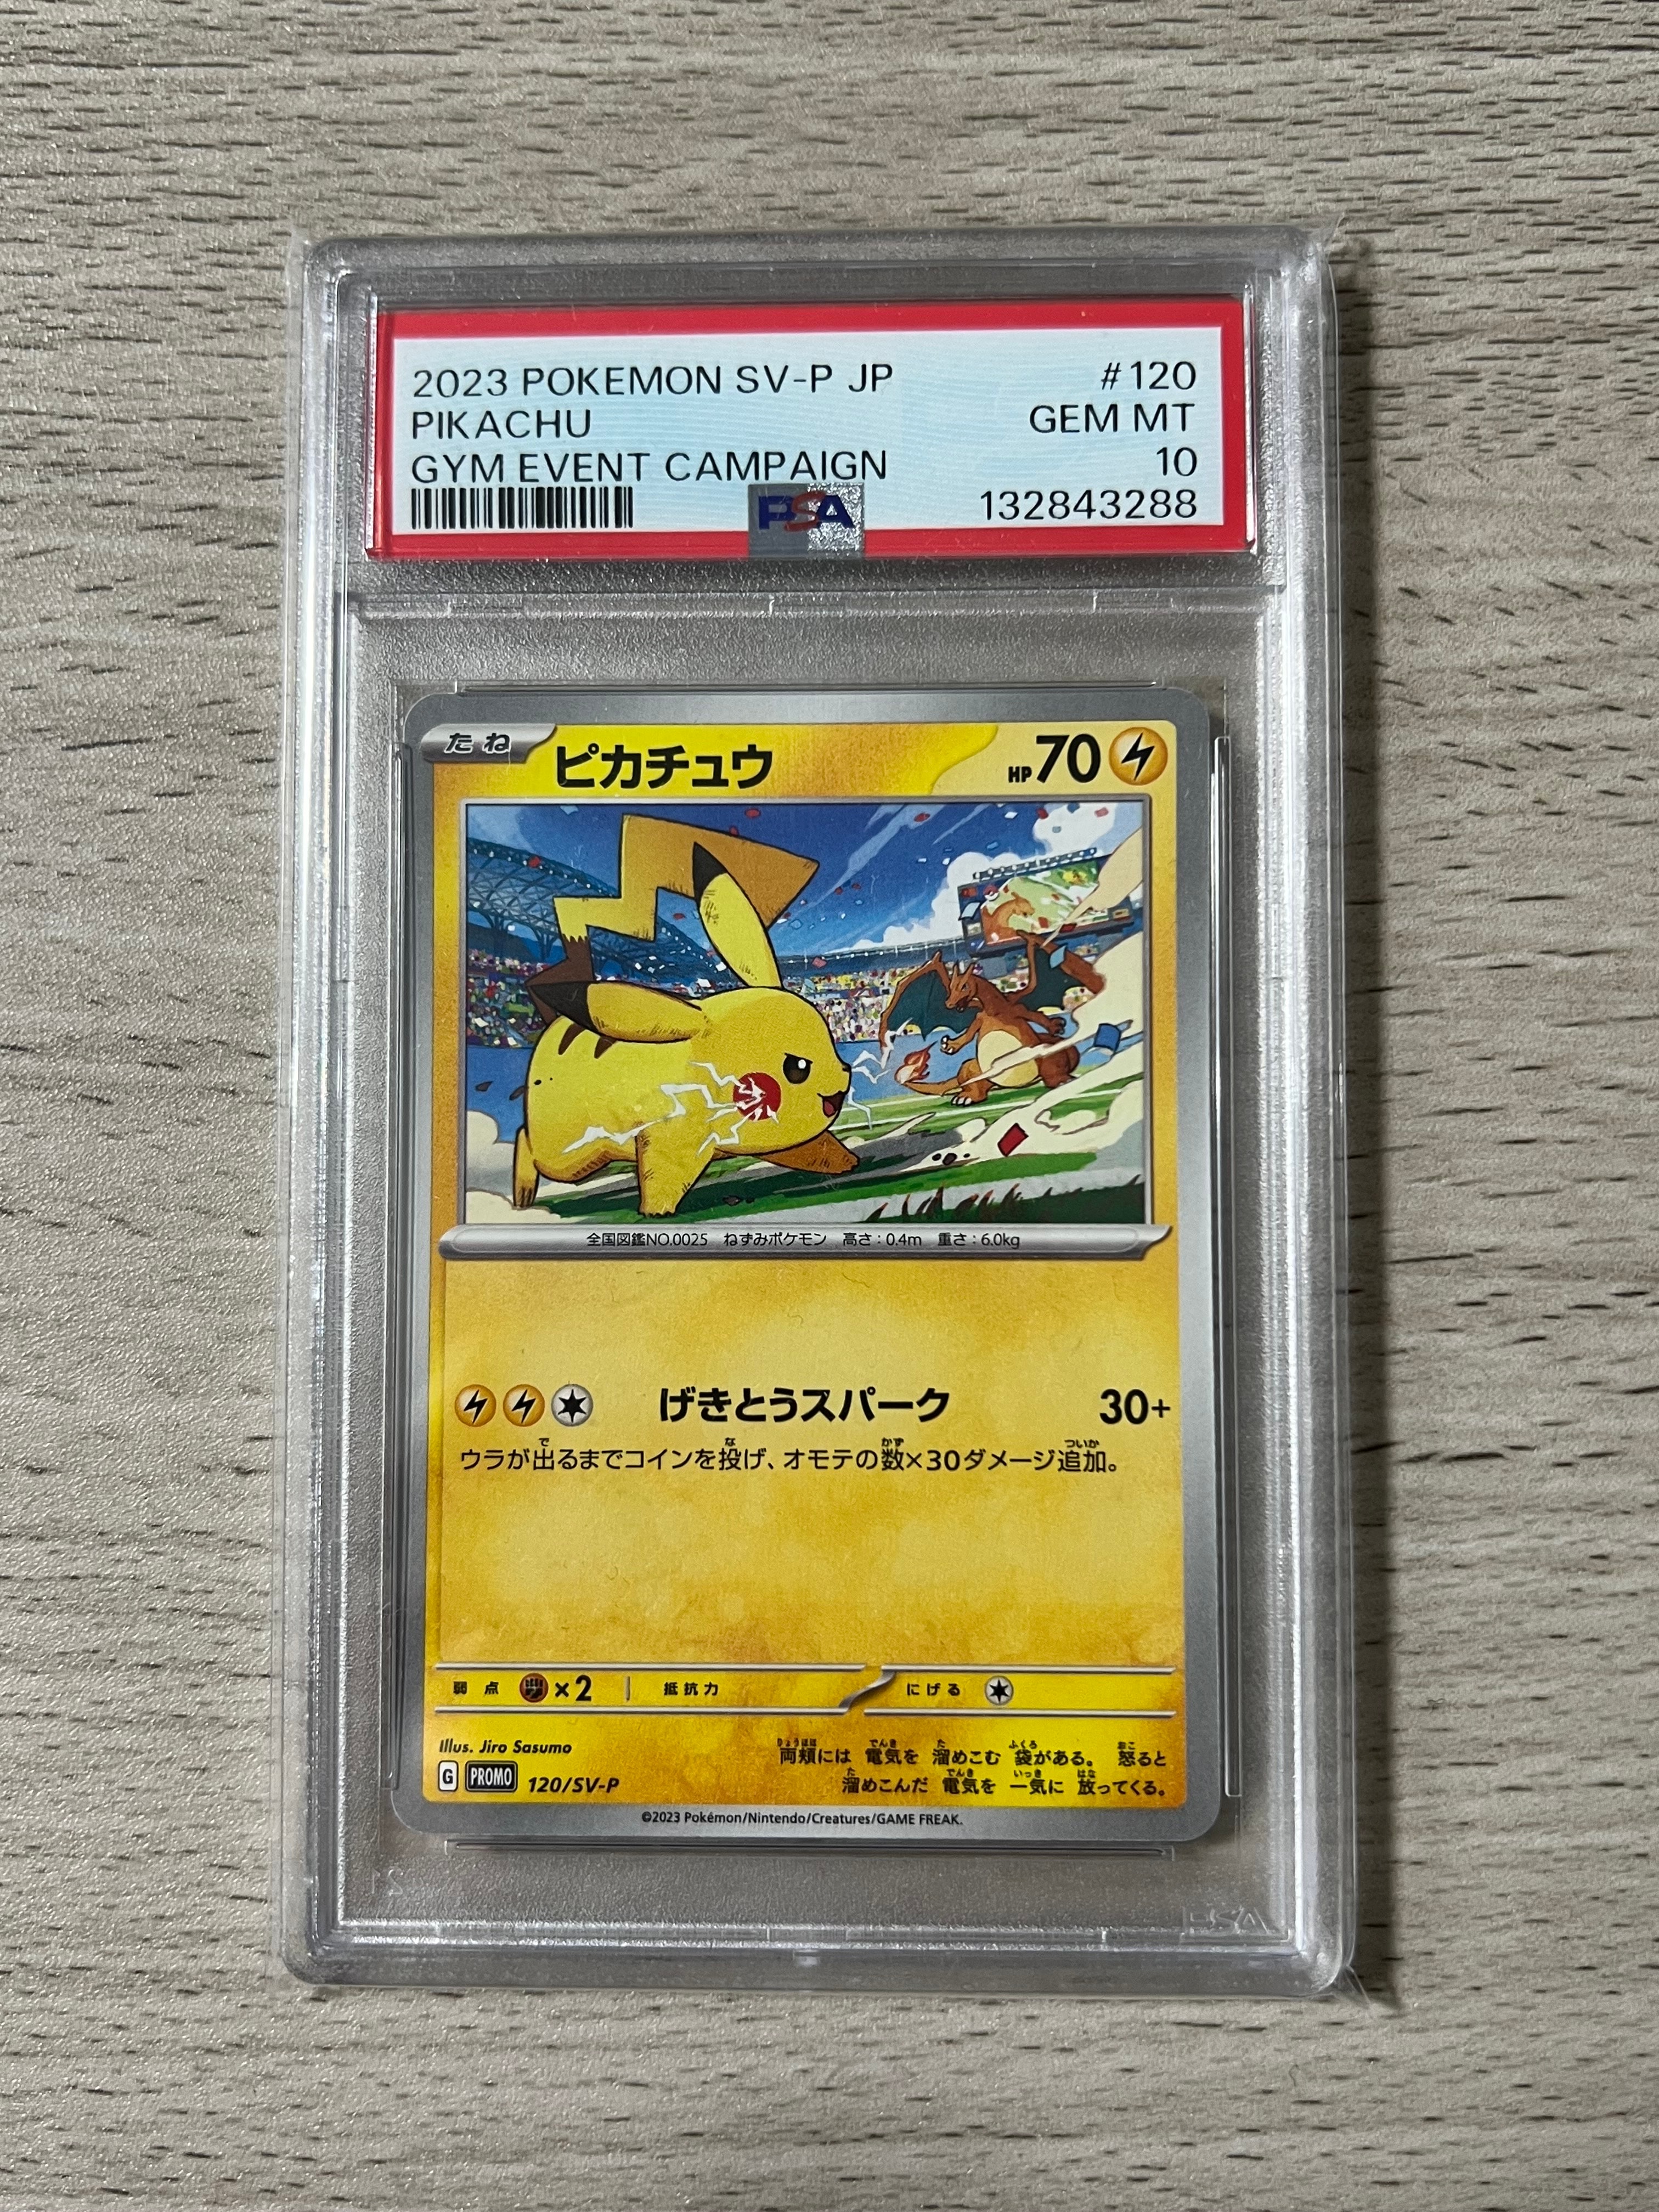 2023 POKEMON SV-P JP #120
PIKACHU GEM MT
GYM EVENT CAMPAIGN 10
PSA 132843288
たね ピカチュウ HP70
全国図鑑NO.0025 ねずみポケモン 高さ:0.4m 重さ:6.0kg
げきとうスパーク 30+
ウラが出るまでコインを投げ、オモテの数×30ダメージ追加。
弱点 ×2 抵抗力 にげる
Illus. Jiro Sasumo
両頬には 電気を 溜めこむ 袋がある。 怒ると
溜めこんだ 電気を 一気に 放ってくる。
G PROMO 120/SV-P
©2023 Pokémon/Nintendo/Creatures/GAME FREAK.
PSA